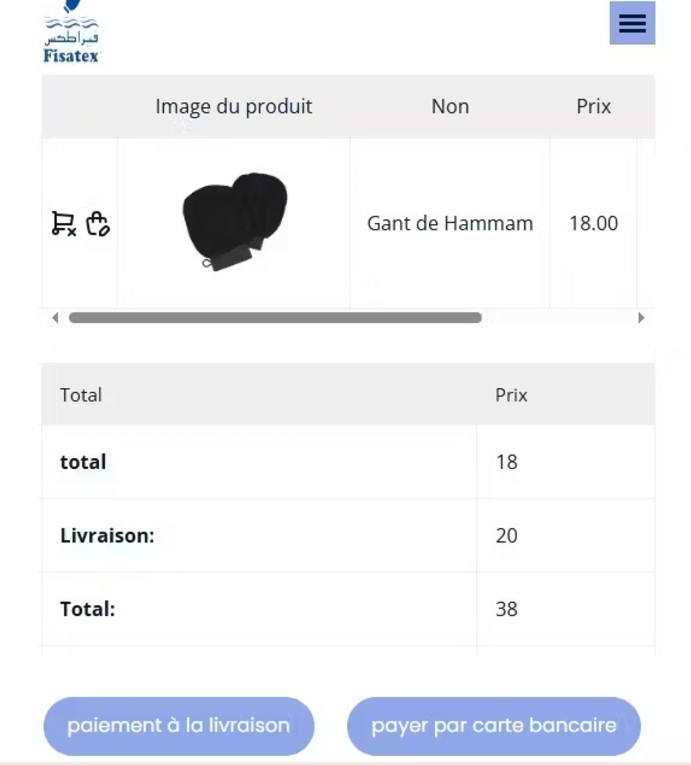 فيراطكس
Fisatex
Image du produit Non Prix
Gant de Hammam 18.00
Total Prix
total 18
Livraison: 20
Total: 38
paiement à la livraison payer par carte bancaire